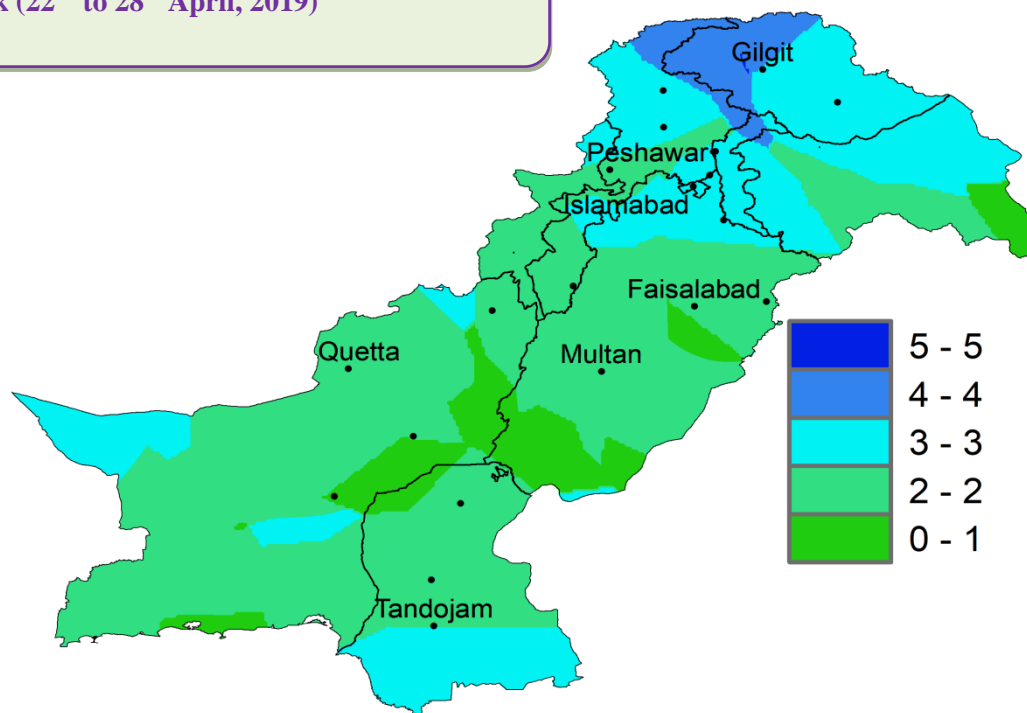 (22 to 28 April, 2019)
Gilgit
Peshawar
Islamabad
Faisalabad
Quetta
Multan
Tandojam
5 - 5
4 - 4
3 - 3
2 - 2
0 - 1